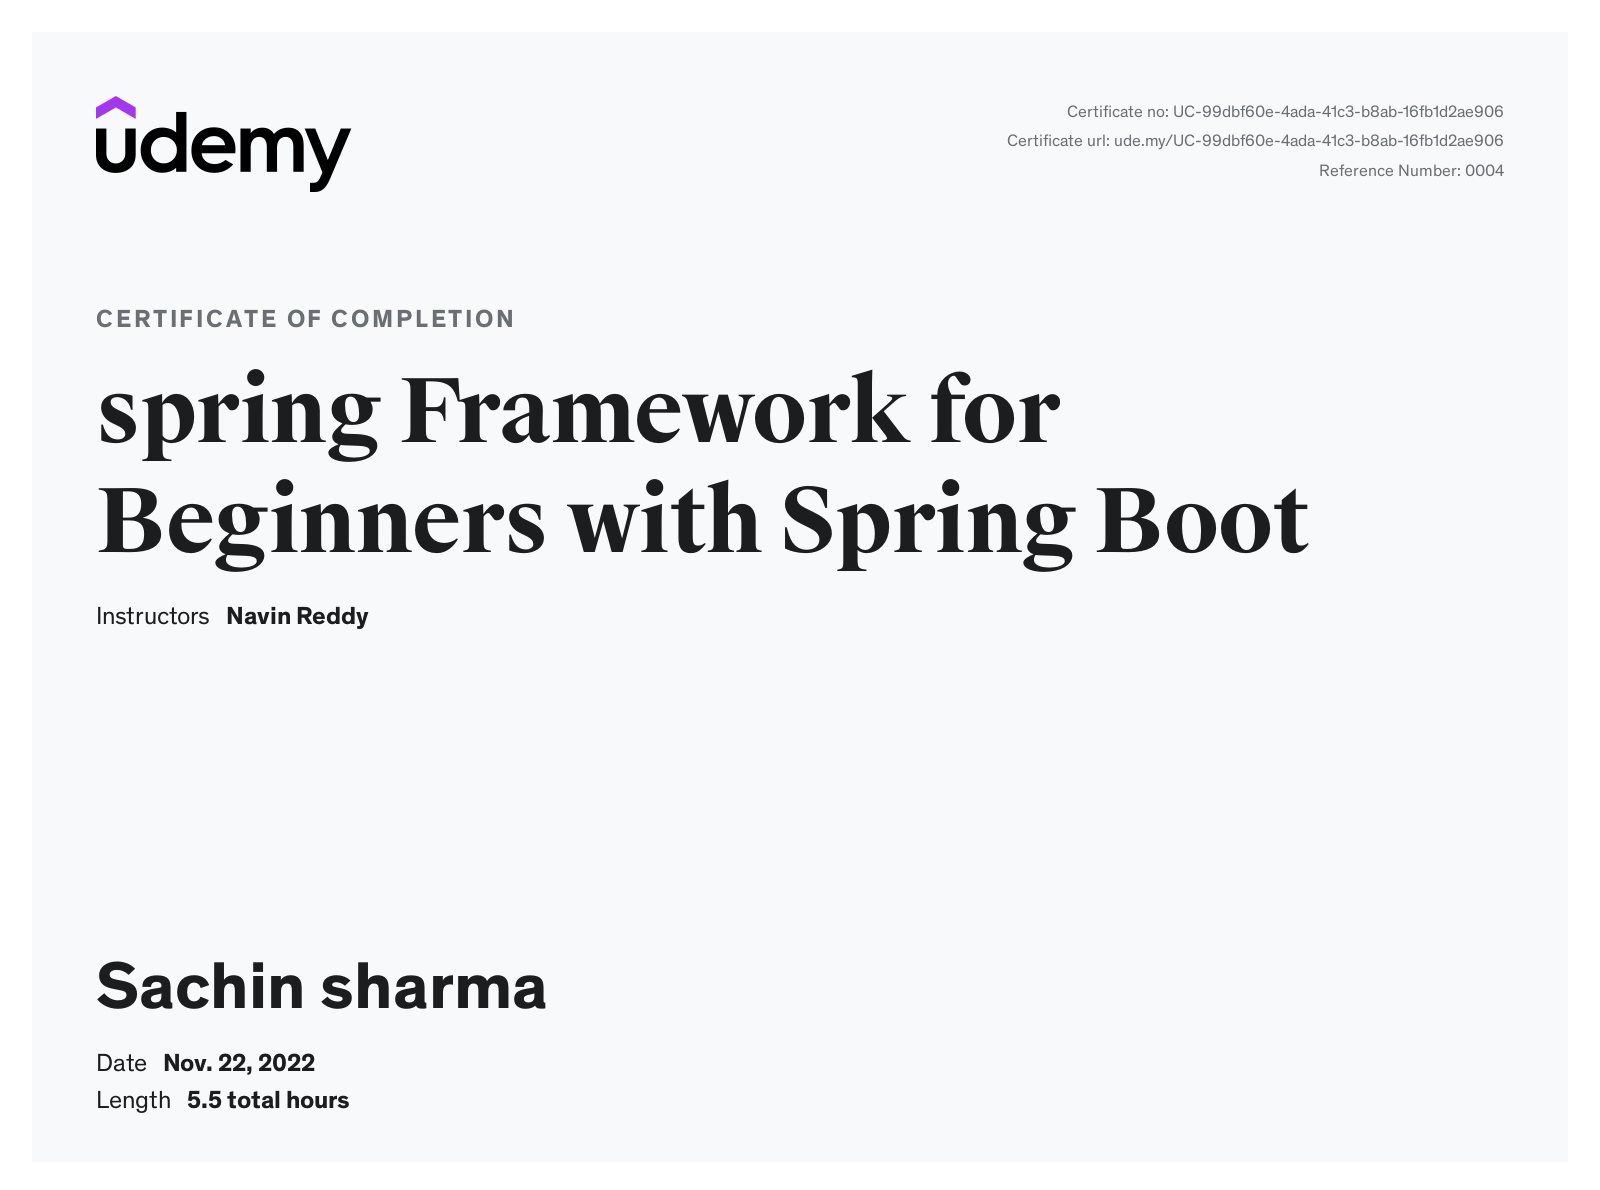 udemy
Certificate no: UC-99dbf60e-4ada-41c3-b8ab-16fb1d2ae906
Certificate url: ude.my/UC-99dbf60e-4ada-41c3-b8ab-16fb1d2ae906
Reference Number: 0004
CERTIFICATE OF COMPLETION
spring Framework for
Beginners with Spring Boot
Instructors Navin Reddy
Sachin sharma
Date Nov. 22, 2022
Length 5.5 total hours